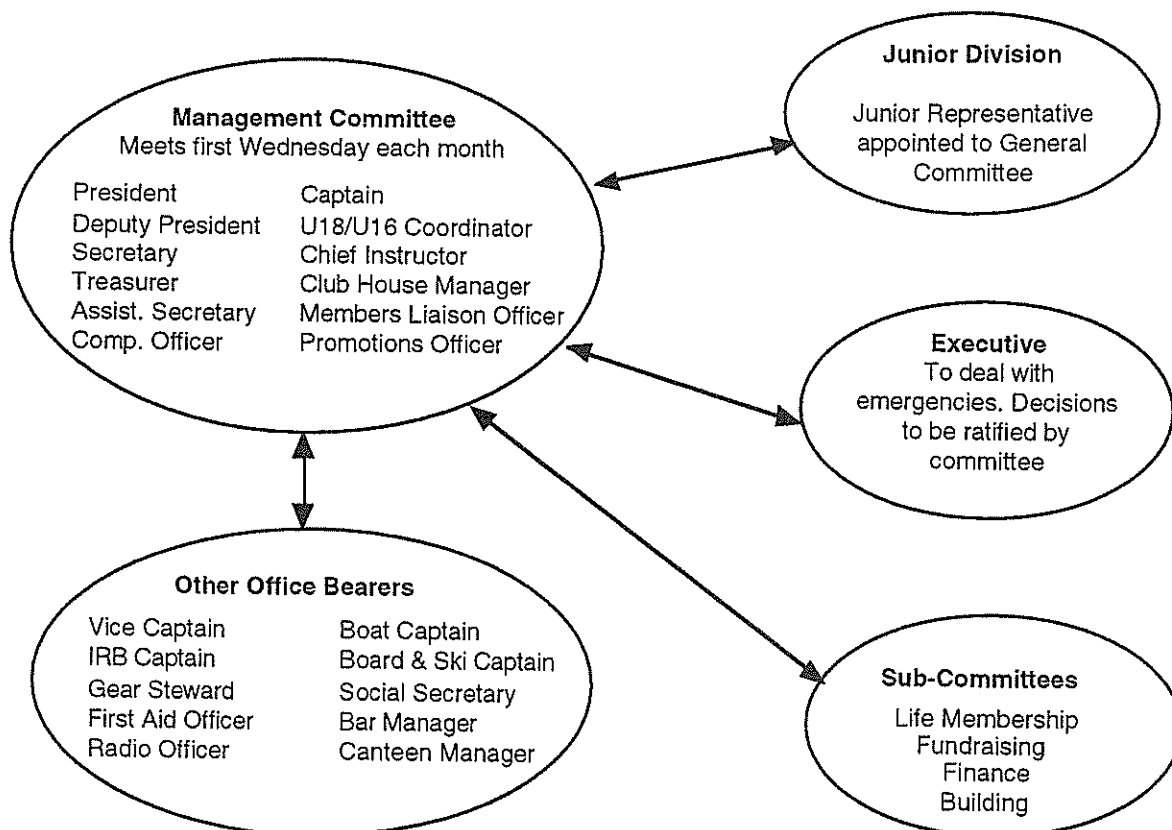 Management Committee
Meets first Wednesday each month
President
Deputy President
Secretary
Treasurer
Assist. Secretary
Comp. Officer
Captain
U18/U16 Coordinator
Chief Instructor
Club House Manager
Members Liaison Officer
Promotions Officer
Junior Division
Junior Representative
appointed to General
Committee
Executive
To deal with
emergencies. Decisions
to be ratified by
committee
Other Office Bearers
Vice Captain
IRB Captain
Gear Steward
First Aid Officer
Radio Officer
Boat Captain
Board & Ski Captain
Social Secretary
Bar Manager
Canteen Manager
Sub-Committees
Life Membership
Fundraising
Finance
Building